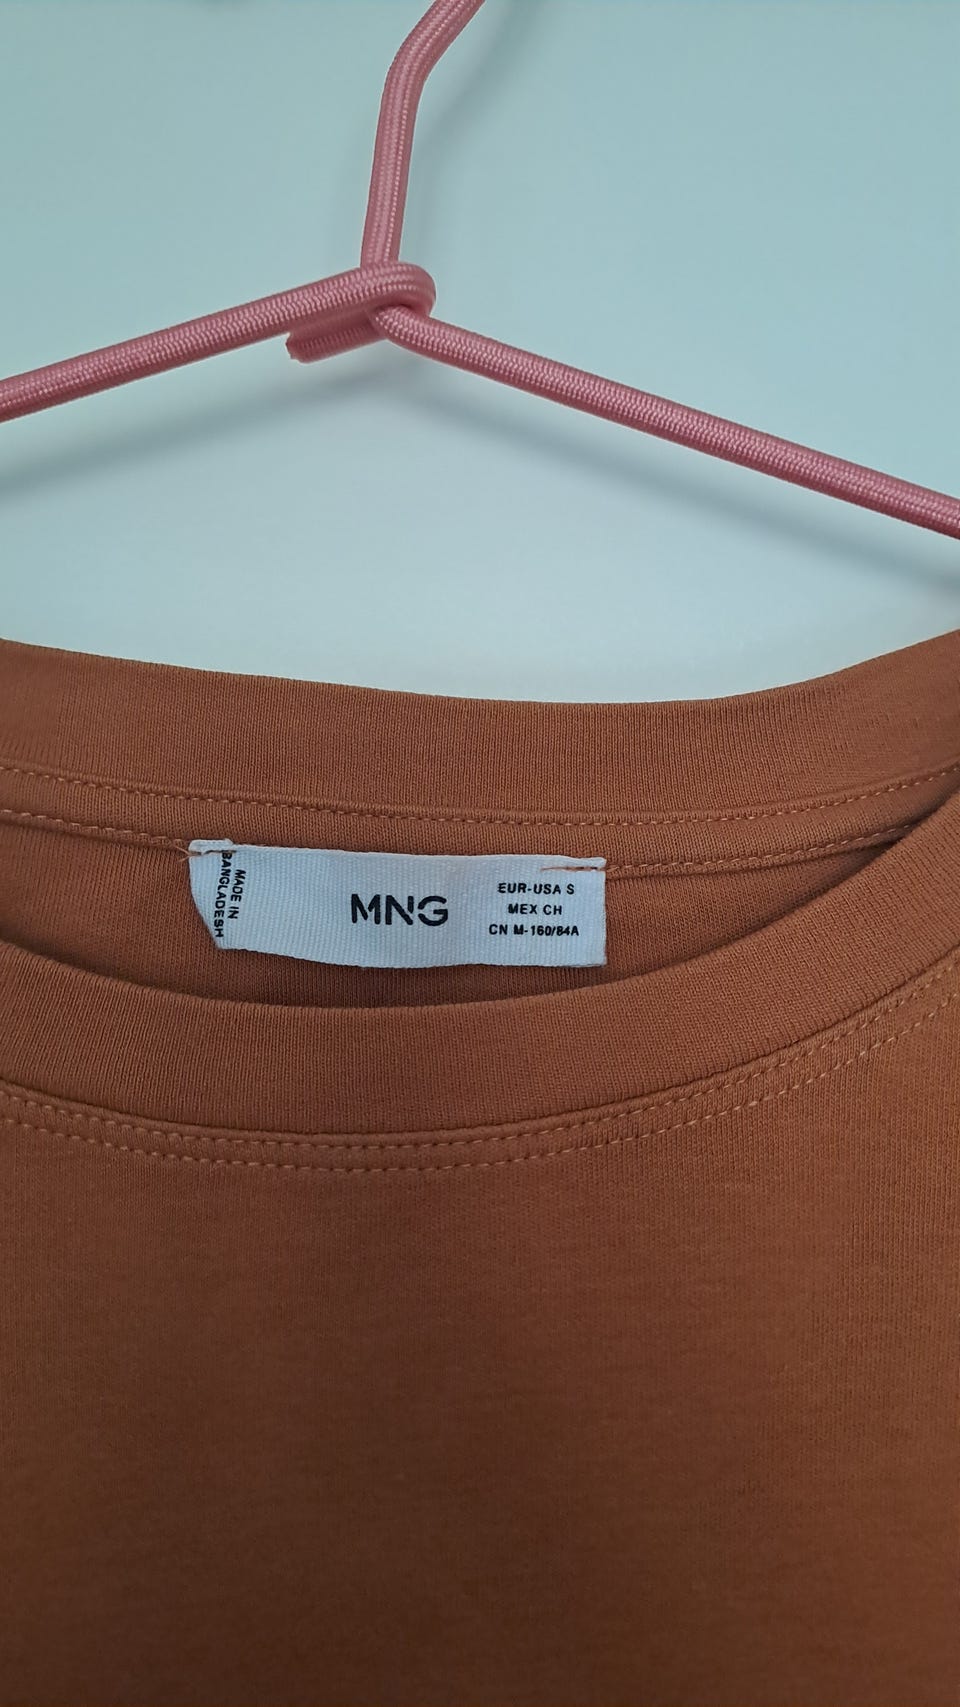 MADE IN
BANGLADESH
MNG
EUR-USA S
MEX CH
CN M-160/84A